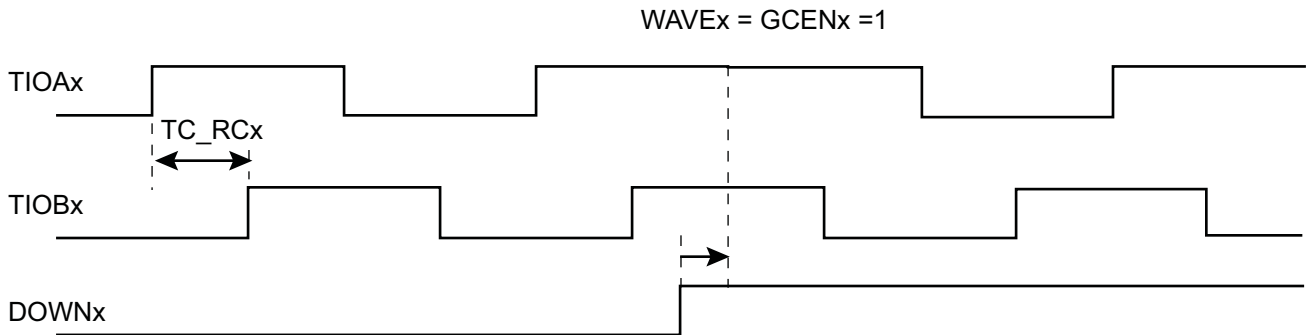 WAVEx = GCENx =1
TIOAx
TC_RCx
TIOBx
DOWNx